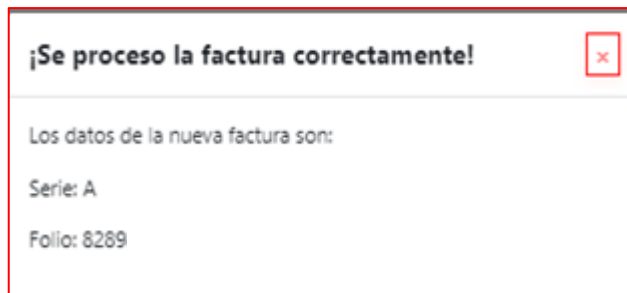 ¡Se proceso la factura correctamente! ×
Los datos de la nueva factura son:
Serie: A
Folio: 8289